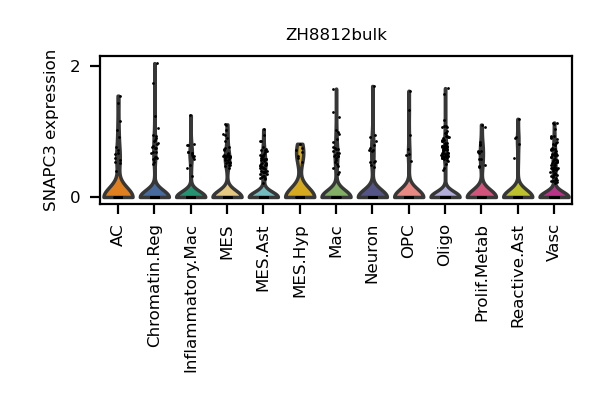 ZH8812bulk
SNAPC3 expression
2
0
AC
Chromatin.Reg
Inflammatory.Mac
MES
MES.Ast
MES.Hyp
Mac
Neuron
OPC
Oligo
Prolif.Metab
Reactive.Ast
Vasc